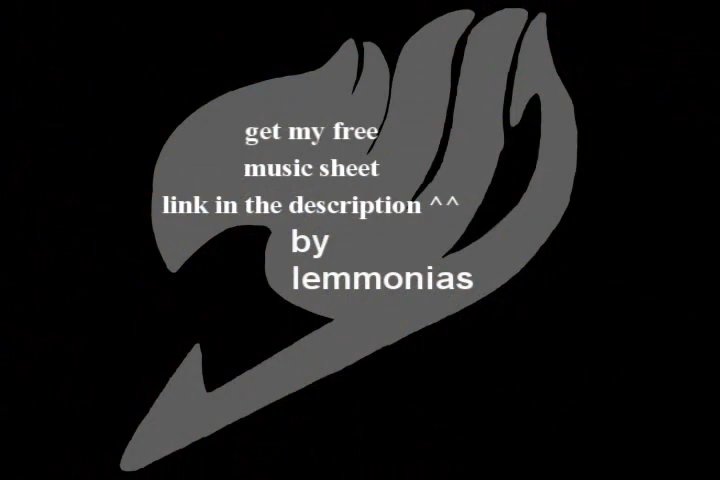 get my free
music sheet
link in the description ^^
by
lemmonias